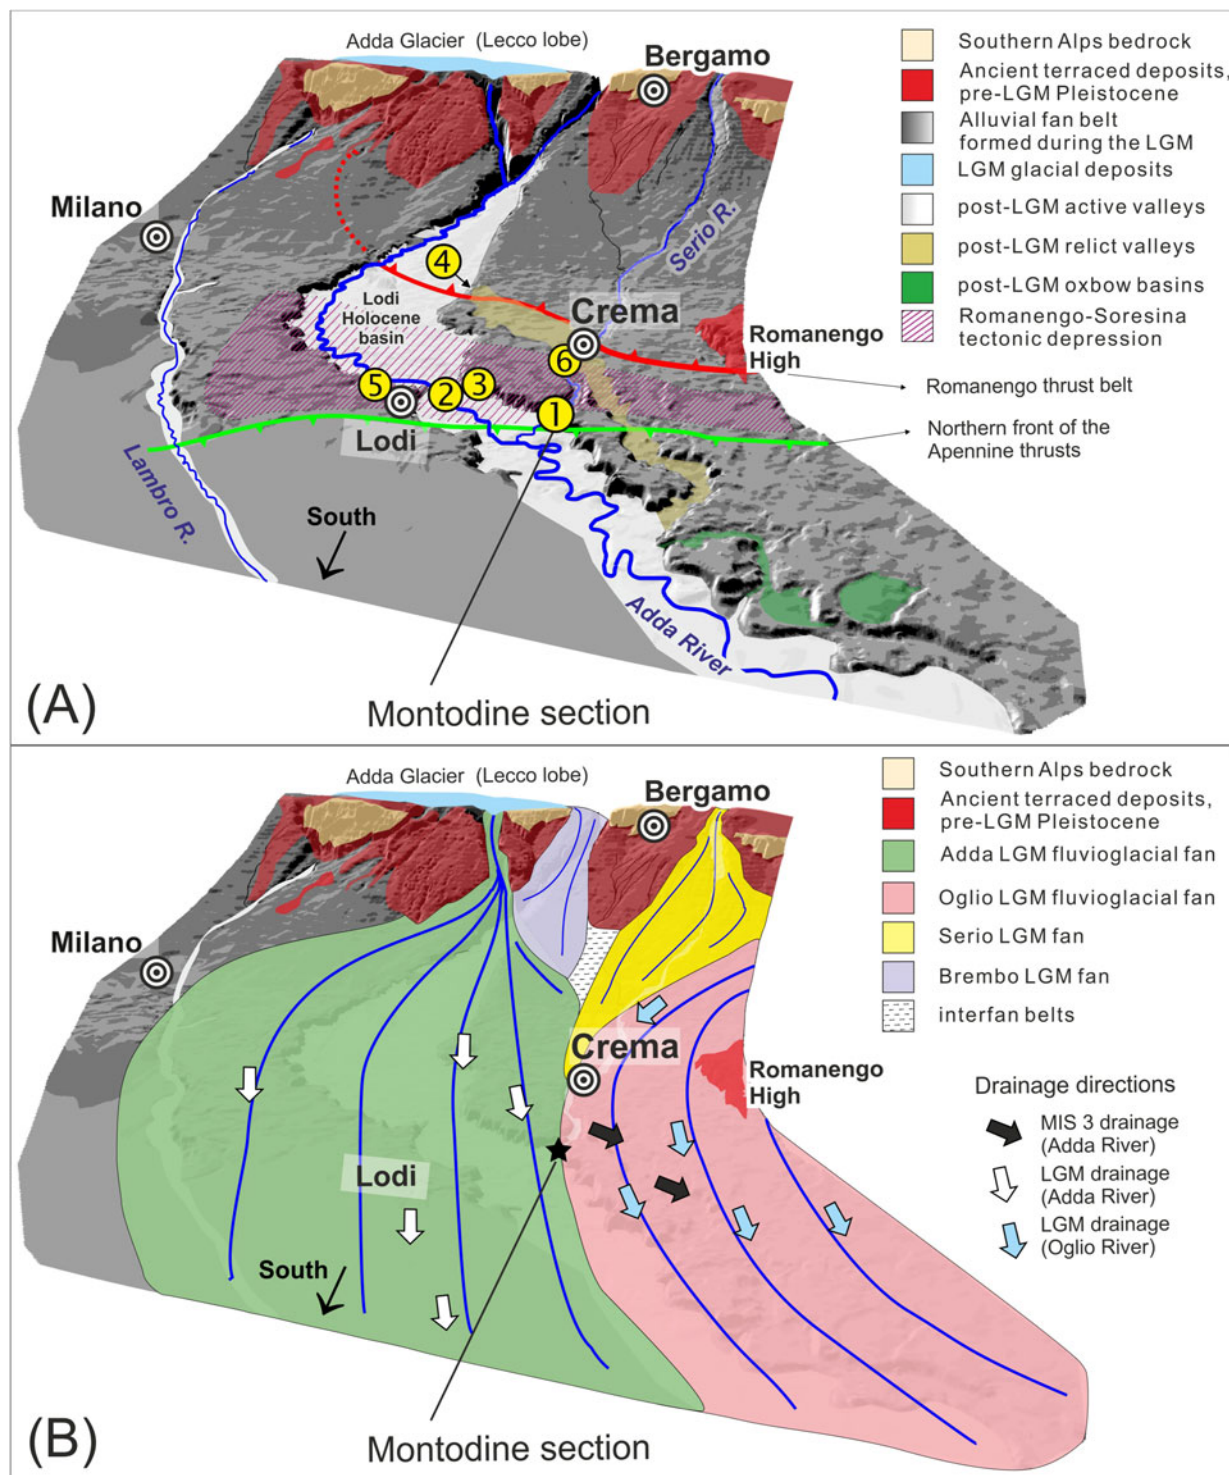 Adda Glacier (Lecco lobe)
Bergamo
Milano
Serio R.
4
Lodi
Holocene
basin
Crema
6
Romanengo
High
5
2
3
1
Lodi
Lambro R.
South
Adda River
(A)
Montodine section
Southern Alps bedrock
Ancient terraced deposits,
pre-LGM Pleistocene
Alluvial fan belt
formed during the LGM
LGM glacial deposits
post-LGM active valleys
post-LGM relict valleys
post-LGM oxbow basins
Romanengo-Soresina
tectonic depression
Romanengo thrust belt
Northern front of the
Apennine thrusts
Adda Glacier (Lecco lobe)
Bergamo
Milano
Crema
Romanengo
High
Lodi
South
(B)
Montodine section
Southern Alps bedrock
Ancient terraced deposits,
pre-LGM Pleistocene
Adda LGM fluvioglacial fan
Oglio LGM fluvioglacial fan
Serio LGM fan
Brembo LGM fan
interfan belts
Drainage directions
MIS 3 drainage
(Adda River)
LGM drainage
(Adda River)
LGM drainage
(Oglio River)